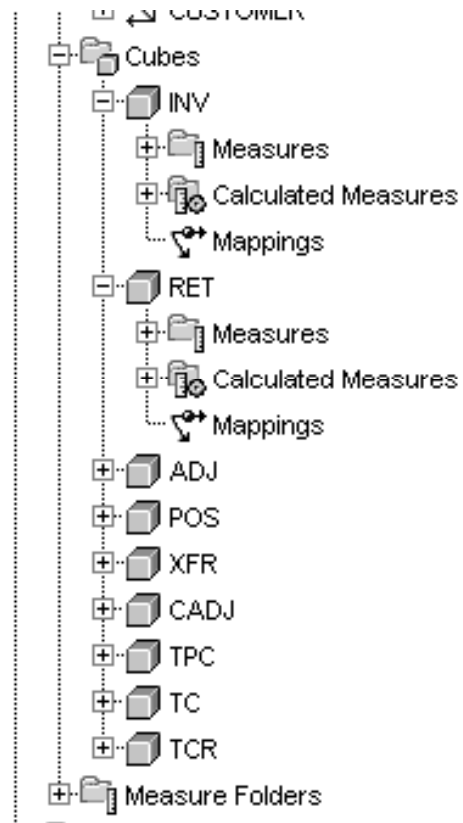 CUSTOMER
Cubes
INV
Measures
Calculated Measures
Mappings
RET
Measures
Calculated Measures
Mappings
ADJ
POS
XFR
CADJ
TPC
TC
TCR
Measure Folders